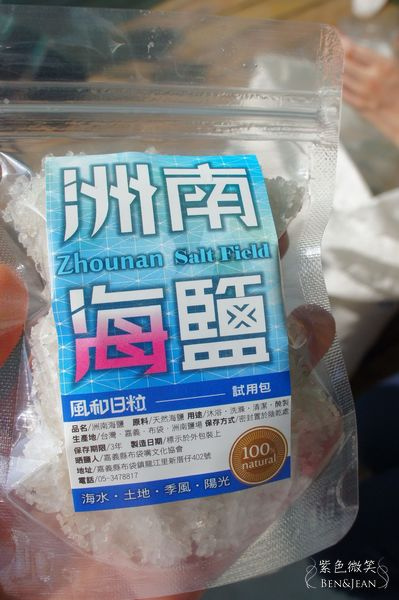 洲南
Zhounan Salt Field
海鹽
風和日粒
試用包
品名/洲南海鹽 原料/天然海鹽 用途/沐浴、洗滌、清潔、醃製
生產地/台灣、嘉義、布袋、洲南鹽場 保存方式/密封置於陰乾處
保存期限/3年 製造日期/標示於外包裝上
晒鹽人/嘉義縣布袋嘴文化協會
地址/嘉義縣布袋鎮龍江里新厝仔402號
電話/05-3478817
100%
natural
海水・土地・季風・陽光
紫色微笑
BEN&JEAN